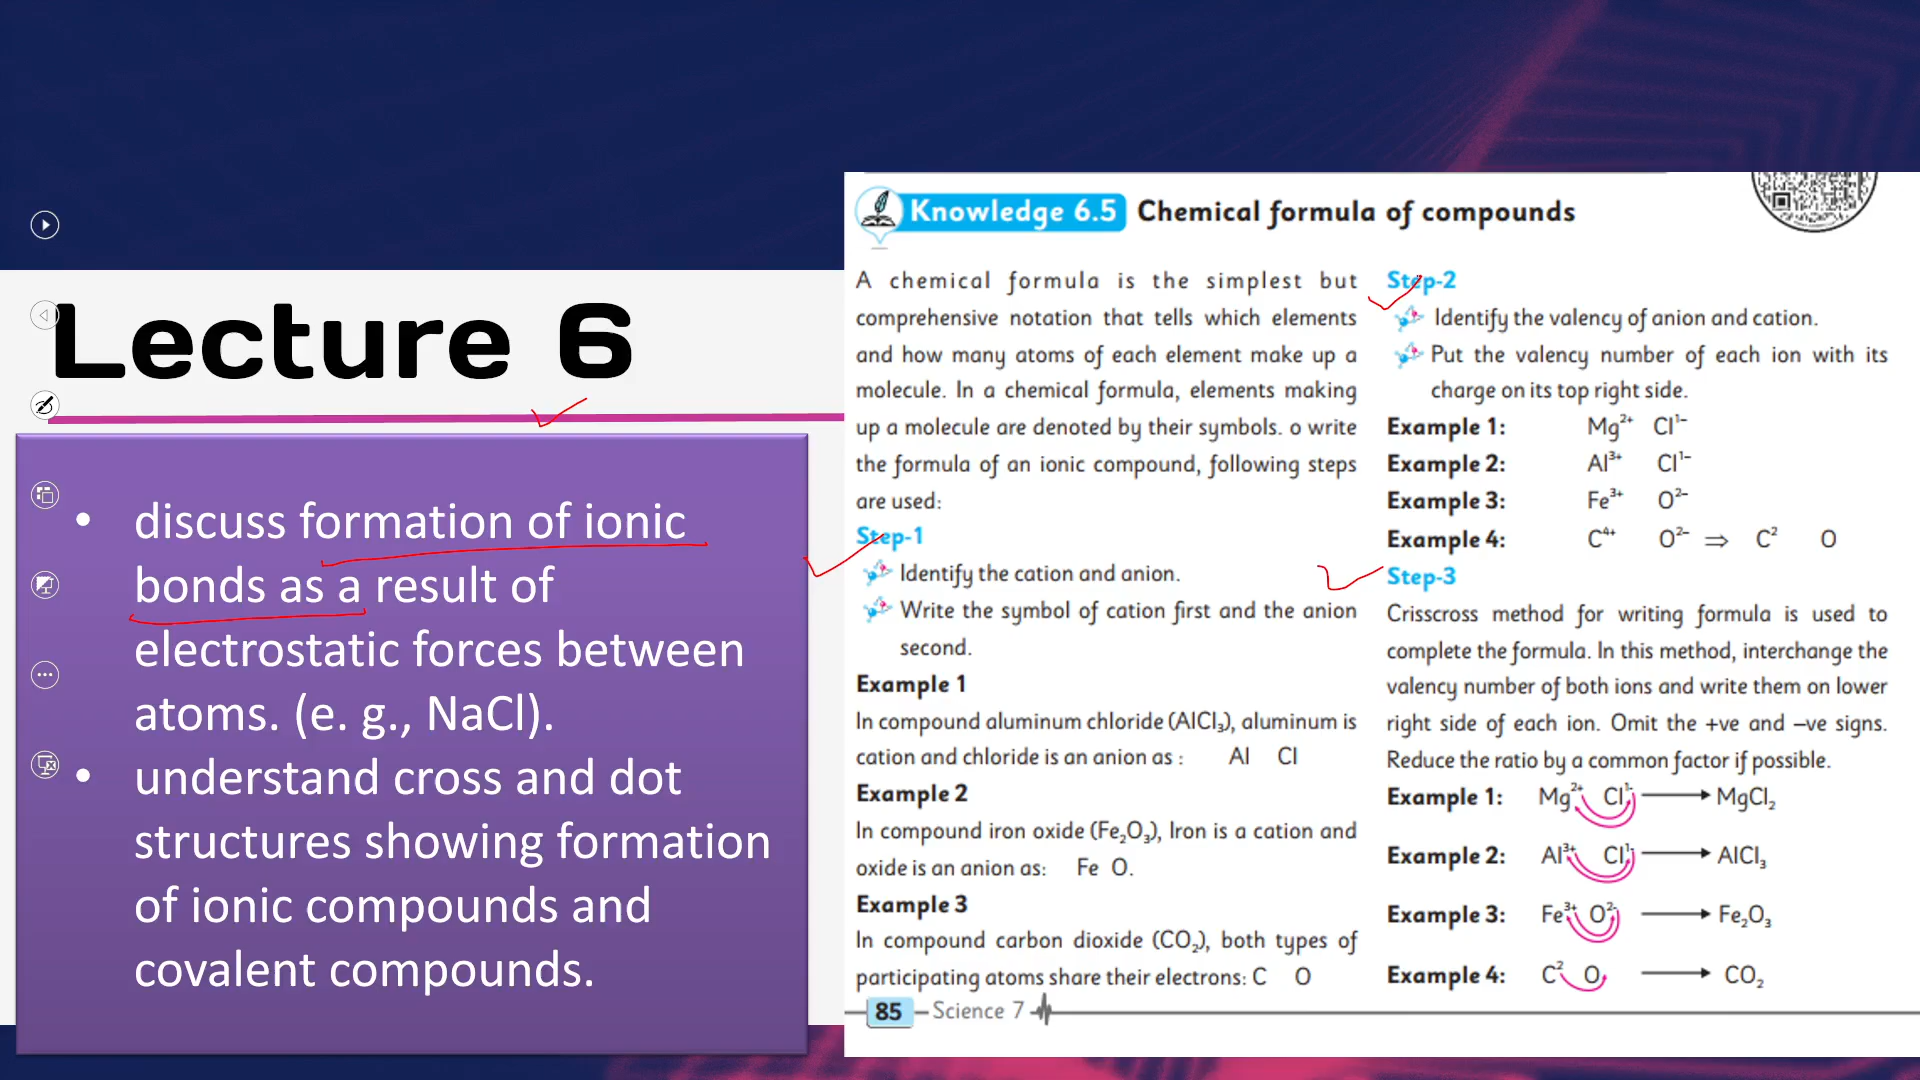 Lecture 6
• discuss formation of ionic
bonds as a result of
electrostatic forces between
atoms. (e. g., NaCl).
• understand cross and dot
structures showing formation
of ionic compounds and
covalent compounds.
Knowledge 6.5 Chemical formula of compounds
A chemical formula is the simplest but
comprehensive notation that tells which elements
and how many atoms of each element make up a
molecule. In a chemical formula, elements making
up a molecule are denoted by their symbols. o write
the formula of an ionic compound, following steps
are used:
Step-1
Identify the cation and anion.
Write the symbol of cation first and the anion
second.
Example 1
In compound aluminum chloride (AlCl₃), aluminum is
cation and chloride is an anion as : Al Cl
Example 2
In compound iron oxide (Fe₂O₃), Iron is a cation and
oxide is an anion as: Fe O.
Example 3
In compound carbon dioxide (CO₂), both types of
participating atoms share their electrons: C O
85 Science 7
Step-2
Identify the valency of anion and cation.
Put the valency number of each ion with its
charge on its top right side.
Example 1: Mg²⁺ Cl¹⁻
Example 2: Al³⁺ Cl¹⁻
Example 3: Fe³⁺ O²⁻
Example 4: C⁴⁺ O²⁻ ⇒ C² O
Step-3
Crisscross method for writing formula is used to
complete the formula. In this method, interchange the
valency number of both ions and write them on lower
right side of each ion. Omit the +ve and –ve signs.
Reduce the ratio by a common factor if possible.
Example 1: Mg²⁺ Cl¹⁻ → MgCl₂
Example 2: Al³⁺ Cl¹⁻ → AlCl₃
Example 3: Fe³⁺ O²⁻ → Fe₂O₃
Example 4: C² O → CO₂